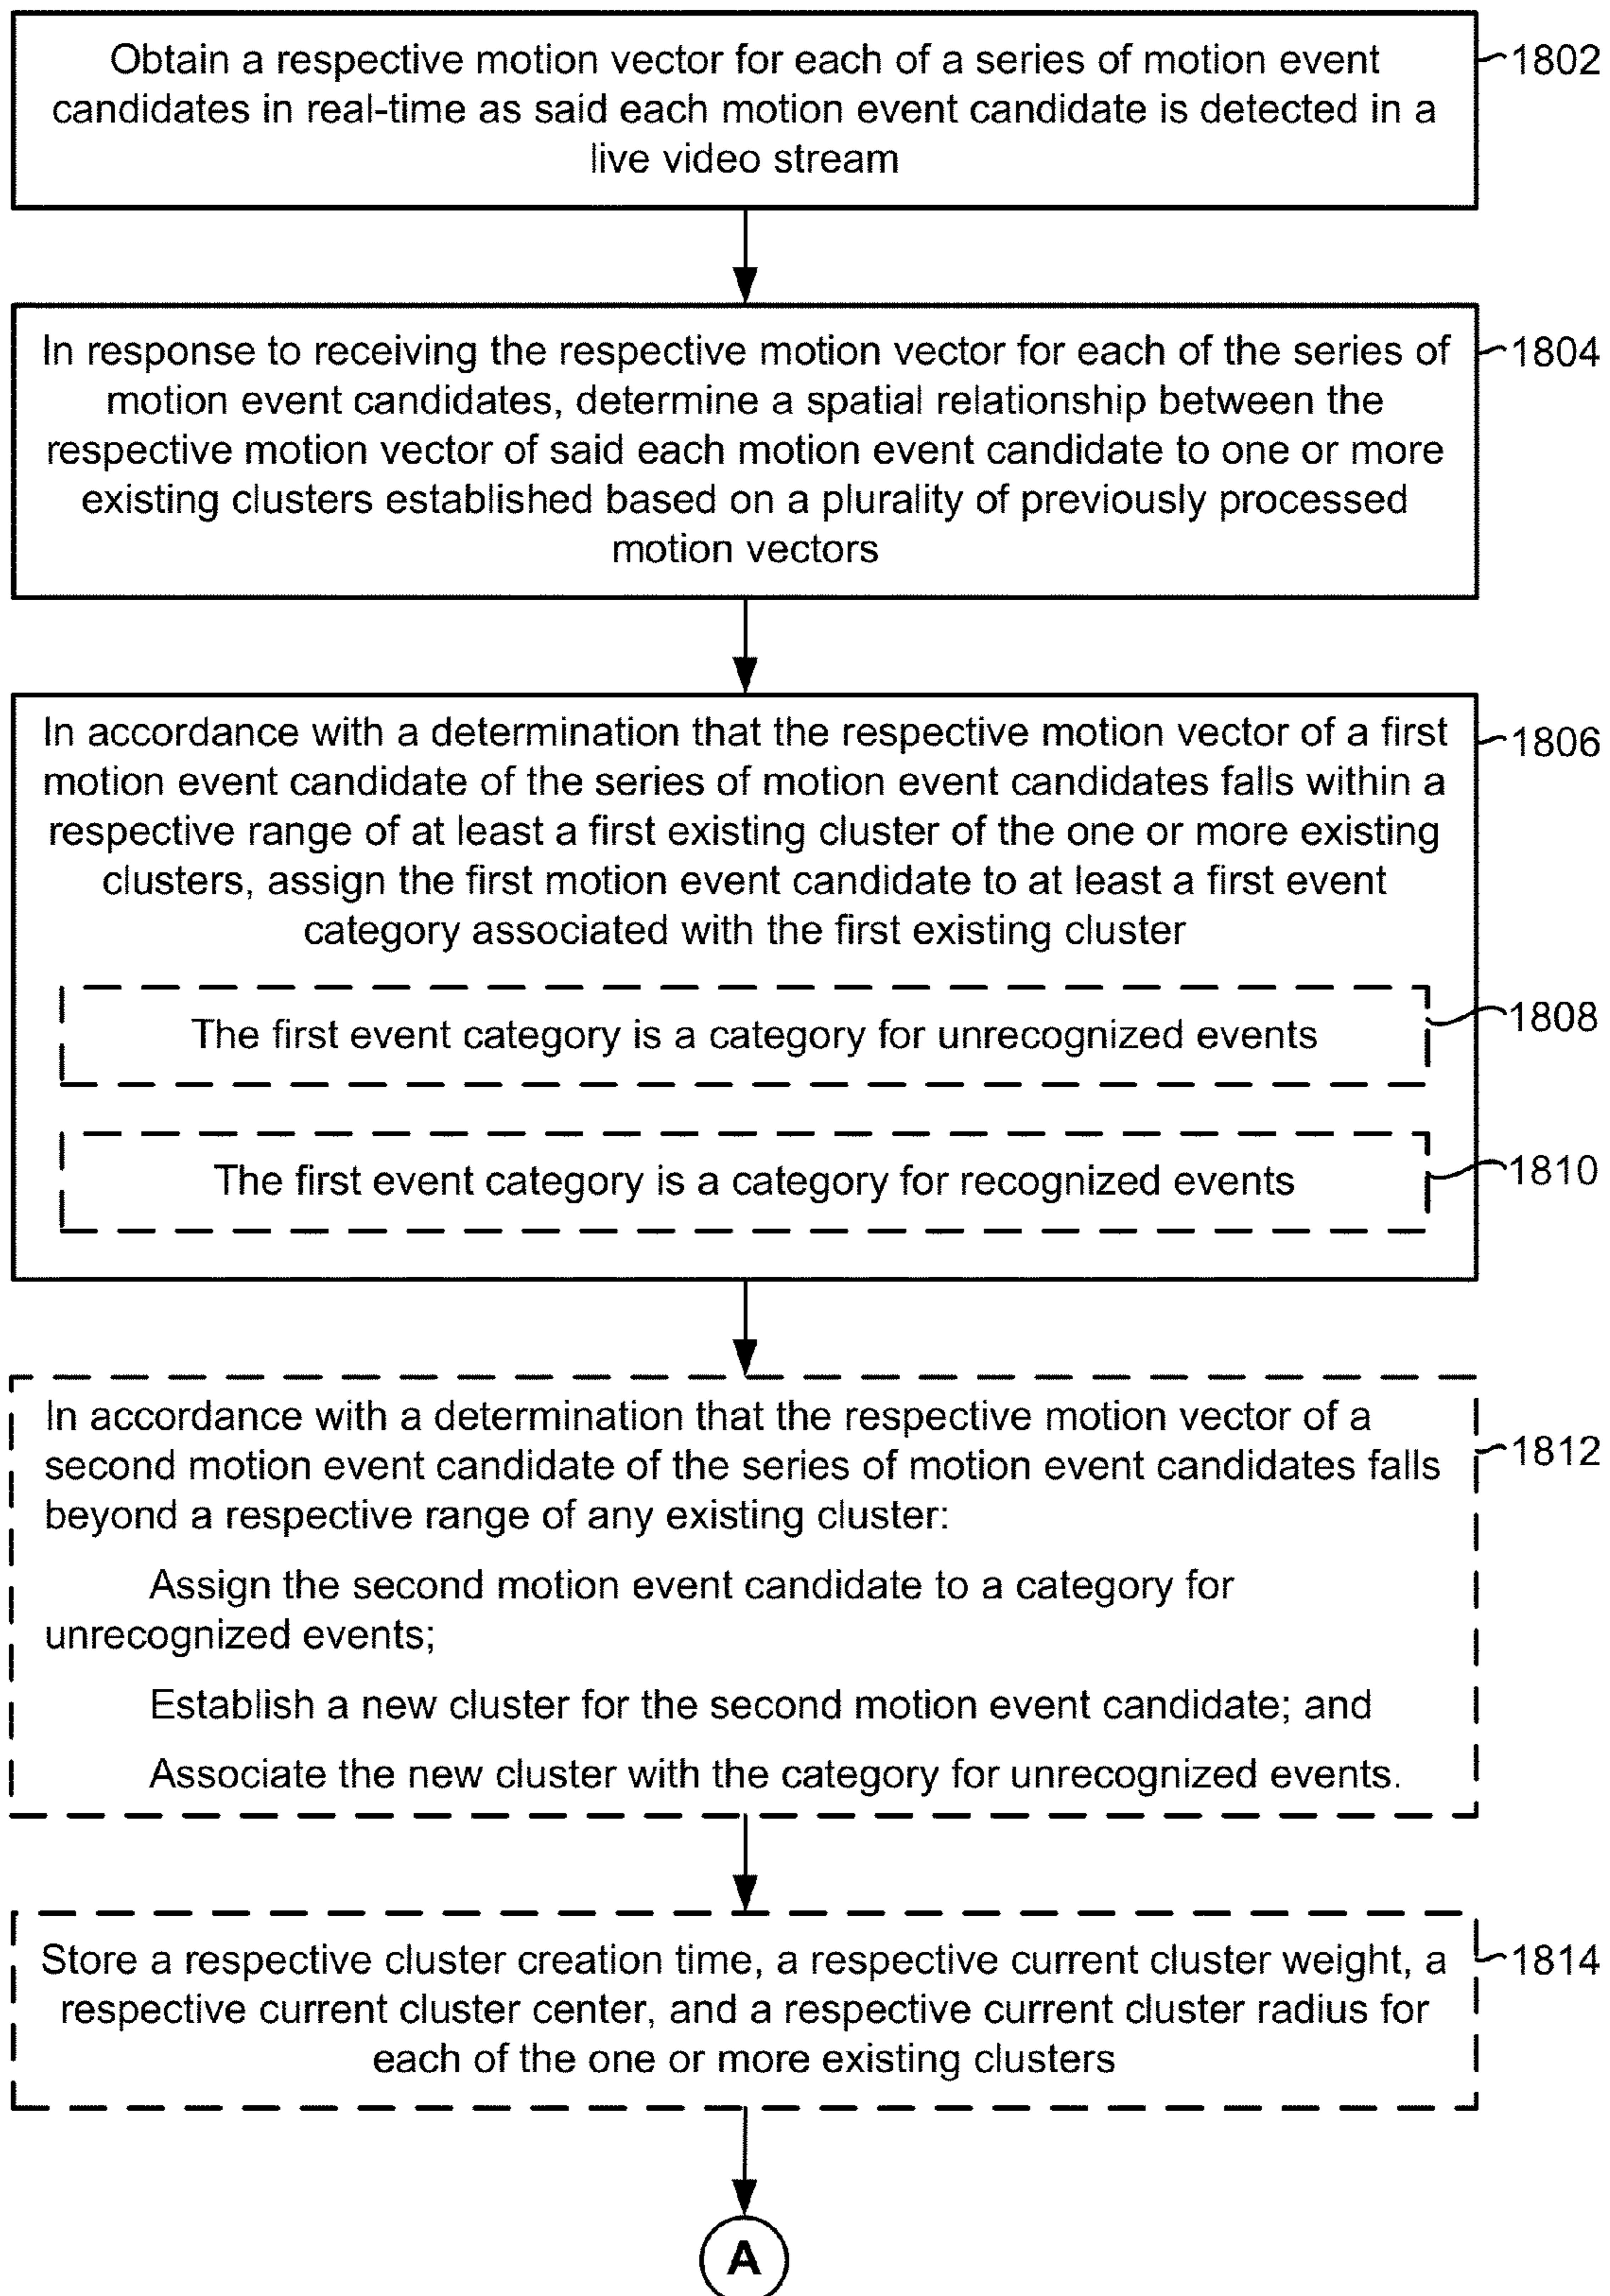 Obtain a respective motion vector for each of a series of motion event
candidates in real-time as said each motion event candidate is detected in a
live video stream
1802
In response to receiving the respective motion vector for each of the series of
motion event candidates, determine a spatial relationship between the
respective motion vector of said each motion event candidate to one or more
existing clusters established based on a plurality of previously processed
motion vectors
1804
In accordance with a determination that the respective motion vector of a first
motion event candidate of the series of motion event candidates falls within a
respective range of at least a first existing cluster of the one or more existing
clusters, assign the first motion event candidate to at least a first event
category associated with the first existing cluster
1806
The first event category is a category for unrecognized events
1808
The first event category is a category for recognized events
1810
In accordance with a determination that the respective motion vector of a
second motion event candidate of the series of motion event candidates falls
beyond a respective range of any existing cluster:
Assign the second motion event candidate to a category for
unrecognized events;
Establish a new cluster for the second motion event candidate; and
Associate the new cluster with the category for unrecognized events.
1812
Store a respective cluster creation time, a respective current cluster weight, a
respective current cluster center, and a respective current cluster radius for
each of the one or more existing clusters
1814
A